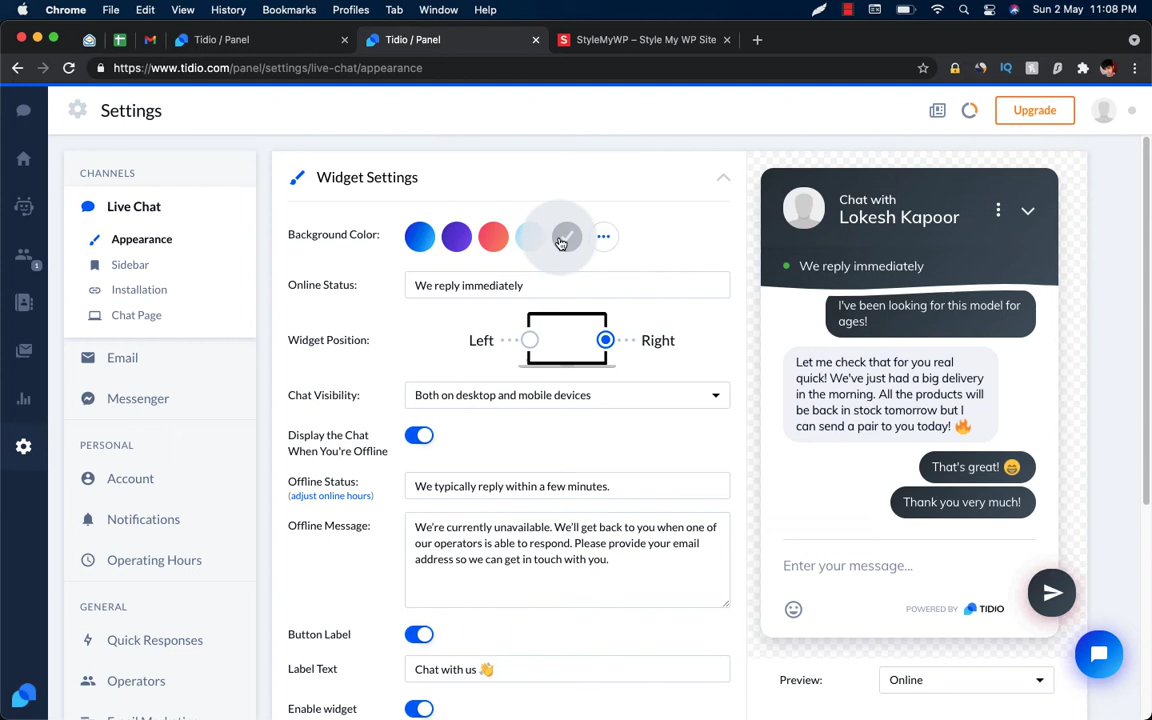 Chrome File Edit View History Bookmarks Profiles Tab Window Help Sun 2 May 11:08 PM
Tidio / Panel Tidio / Panel StyleMyWP – Style My WP Site
https://www.tidio.com/panel/settings/live-chat/appearance
Settings
Upgrade
CHANNELS
Live Chat
Appearance
Sidebar
Installation
Chat Page
Email
Messenger
PERSONAL
Account
Notifications
Operating Hours
GENERAL
Quick Responses
Operators
1
Widget Settings
Background Color:
Online Status: We reply immediately
Widget Position: Left Right
Chat Visibility: Both on desktop and mobile devices
Display the Chat
When You're Offline
Offline Status: We typically reply within a few minutes.
(adjust online hours)
Offline Message: We're currently unavailable. We'll get back to you when one of
our operators is able to respond. Please provide your email
address so we can get in touch with you.
Button Label
Label Text Chat with us 👋
Enable widget
Chat with
Lokesh Kapoor
We reply immediately
I've been looking for this model for
ages!
Let me check that for you real
quick! We've just had a big delivery
in the morning. All the products will
be back in stock tomorrow but I
can send a pair to you today! 🔥
That's great! 😄
Thank you very much!
Enter your message...
POWERED BY TIDIO
Preview: Online